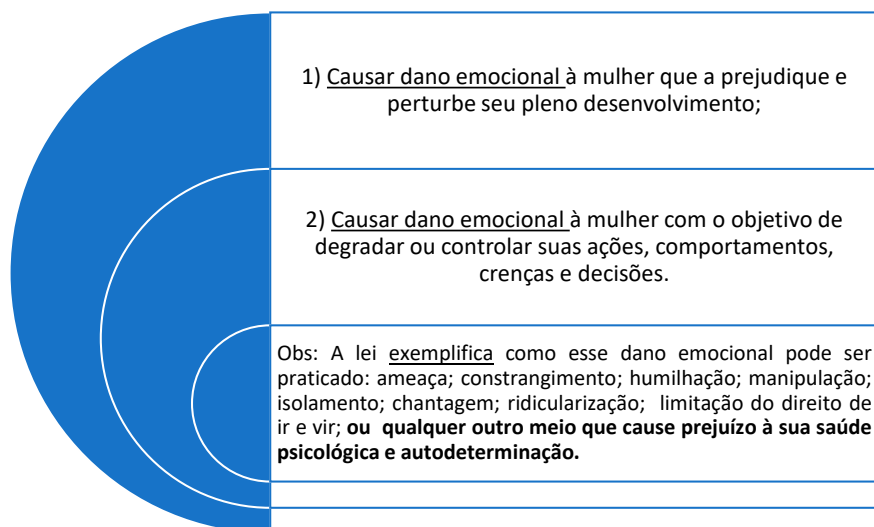 1) Causar dano emocional à mulher que a prejudique e
perturbe seu pleno desenvolvimento;
2) Causar dano emocional à mulher com o objetivo de
degradar ou controlar suas ações, comportamentos,
crenças e decisões.
Obs: A lei exemplifica como esse dano emocional pode ser
praticado: ameaça; constrangimento; humilhação; manipulação;
isolamento; chantagem; ridicularização; limitação do direito de
ir e vir; ou qualquer outro meio que cause prejuízo à sua saúde
psicológica e autodeterminação.